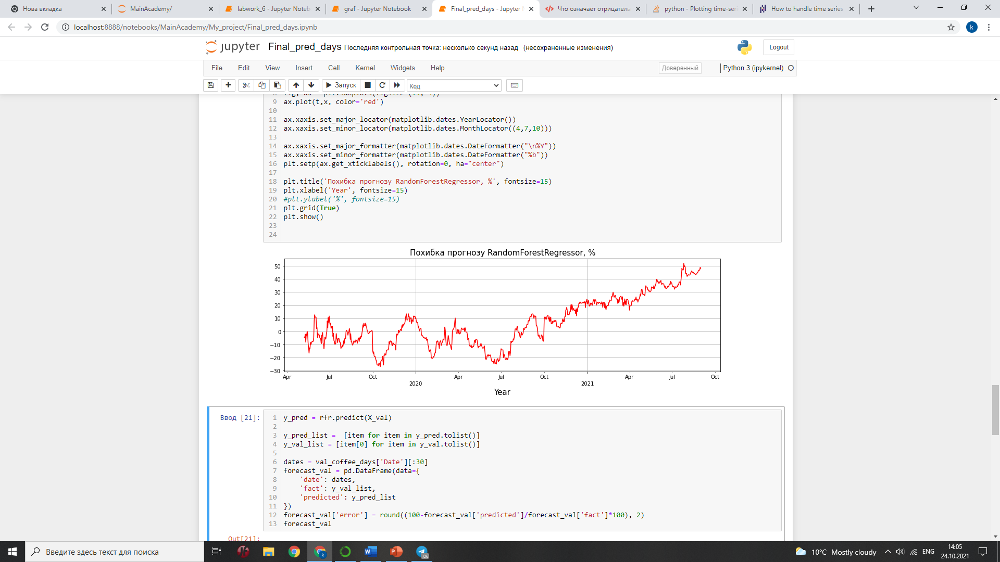 Нова вкладка
MainAcademy/
labwork_6 - Jupyter Noteb
graf - Jupyter Notebook
Final_pred_days - Jupyter
Что означает отрицатель
python - Plotting time-seri
How to handle time series
localhost:8888/notebooks/MainAcademy/My_project/Final_pred_days.ipynb
k
jupyter Final_pred_days Последняя контрольная точка: несколько секунд назад (несохраненные изменения)
Logout
File Edit View Insert Cell Kernel Widgets Help
Доверенный
Python 3 (ipykernel)
Запуск
Код
8 fig, ax = plt.subplots(figsize=(15, 4))
9 ax.plot(t,x, color='red')
10
11 ax.xaxis.set_major_locator(matplotlib.dates.YearLocator())
12 ax.xaxis.set_minor_locator(matplotlib.dates.MonthLocator((4,7,10)))
13
14 ax.xaxis.set_major_formatter(matplotlib.dates.DateFormatter("\n%Y"))
15 ax.xaxis.set_minor_formatter(matplotlib.dates.DateFormatter("%b"))
16 plt.setp(ax.get_xticklabels(), rotation=0, ha="center")
17
18 plt.title('Похибка прогнозу RandomForestRegressor, %', fontsize=15)
19 plt.xlabel('Year', fontsize=15)
20 #plt.ylabel('%', fontsize=15)
21 plt.grid(True)
22 plt.show()
23
24
Похибка прогнозу RandomForestRegressor, %
50
40
30
20
10
0
−10
−20
−30
Apr Jul Oct Apr Jul Oct Apr Jul Oct
2020 2021
Year
Ввод [21]:
1 y_pred = rfr.predict(X_val)
2
3 y_pred_list =  [item for item in y_pred.tolist()]
4 y_val_list = [item[0] for item in y_val.tolist()]
5
6 dates = val_coffee_days['Date'][:30]
7 forecast_val = pd.DataFrame(data={
8     'date': dates,
9     'fact': y_val_list,
10     'predicted': y_pred_list
11 })
12 forecast_val['error'] = round((100-forecast_val['predicted']/forecast_val['fact']*100), 2)
13 forecast_val
Out[21]:
Введите здесь текст для поиска
10°C Mostly cloudy
ENG
14:05
24.10.2021